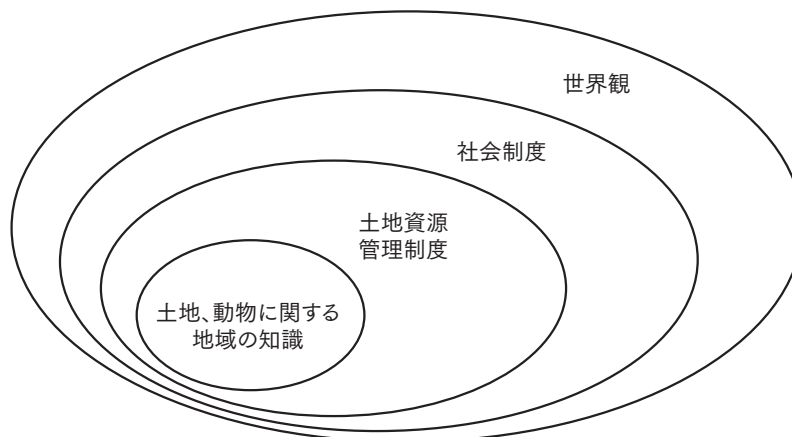 世界観
社会制度
土地資源
管理制度
土地、動物に関する
地域の知識